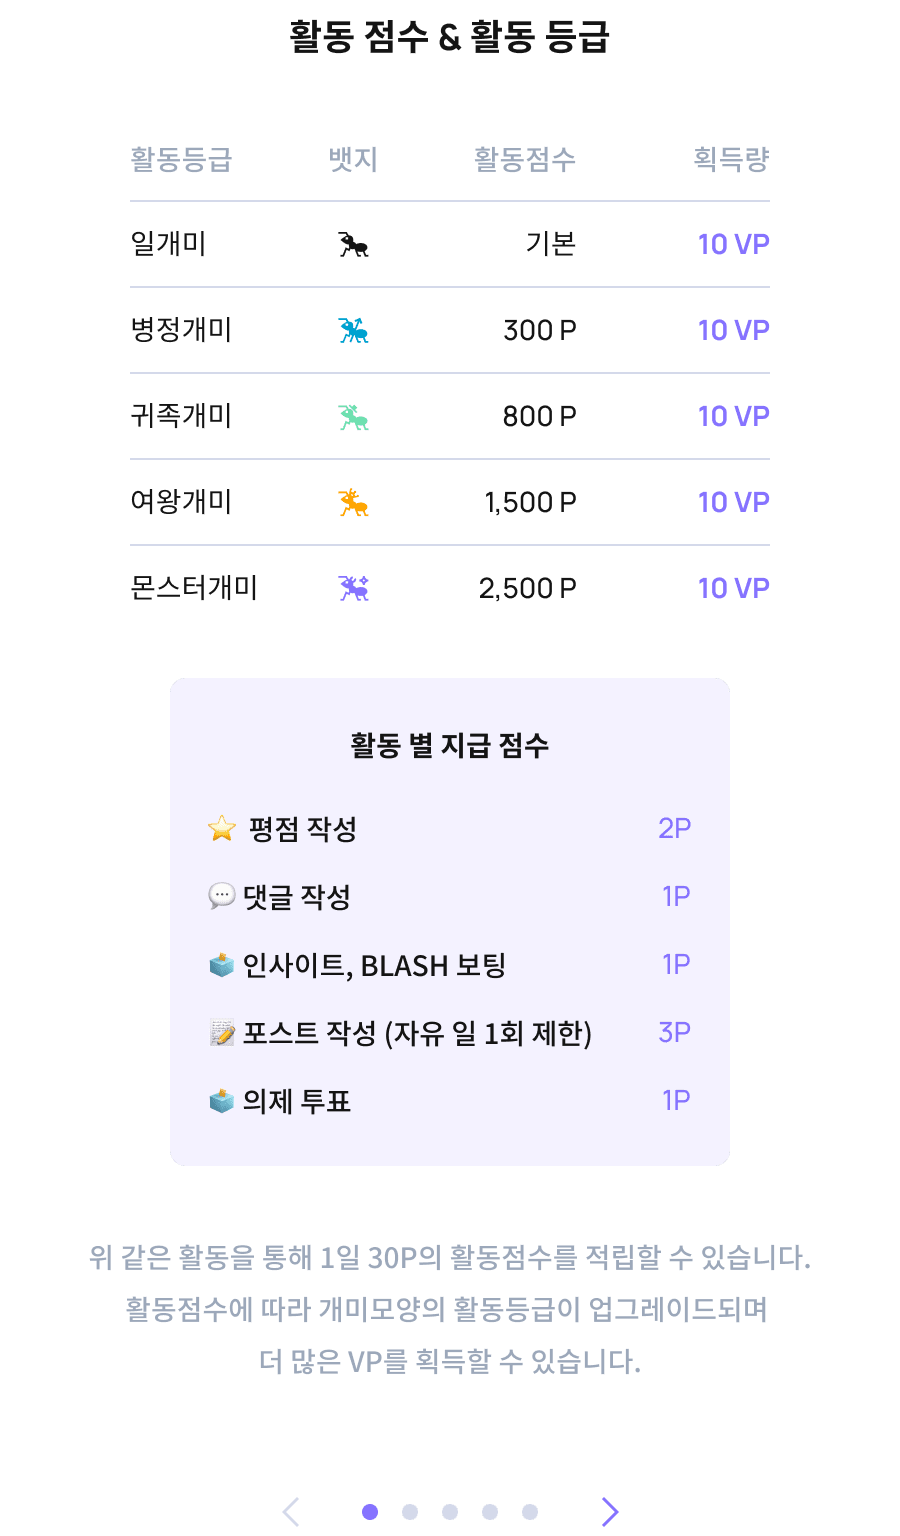 활동 점수 & 활동 등급
활동등급 뱃지 활동점수 획득량
일개미 기본 10 VP
병정개미 300 P 10 VP
귀족개미 800 P 10 VP
여왕개미 1,500 P 10 VP
몬스터개미 2,500 P 10 VP
활동 별 지급 점수
평점 작성 2P
댓글 작성 1P
인사이트, BLASH 보팅 1P
포스트 작성 (자유 일 1회 제한) 3P
의제 투표 1P
위 같은 활동을 통해 1일 30P의 활동점수를 적립할 수 있습니다.
활동점수에 따라 개미모양의 활동등급이 업그레이드되며
더 많은 VP를 획득할 수 있습니다.